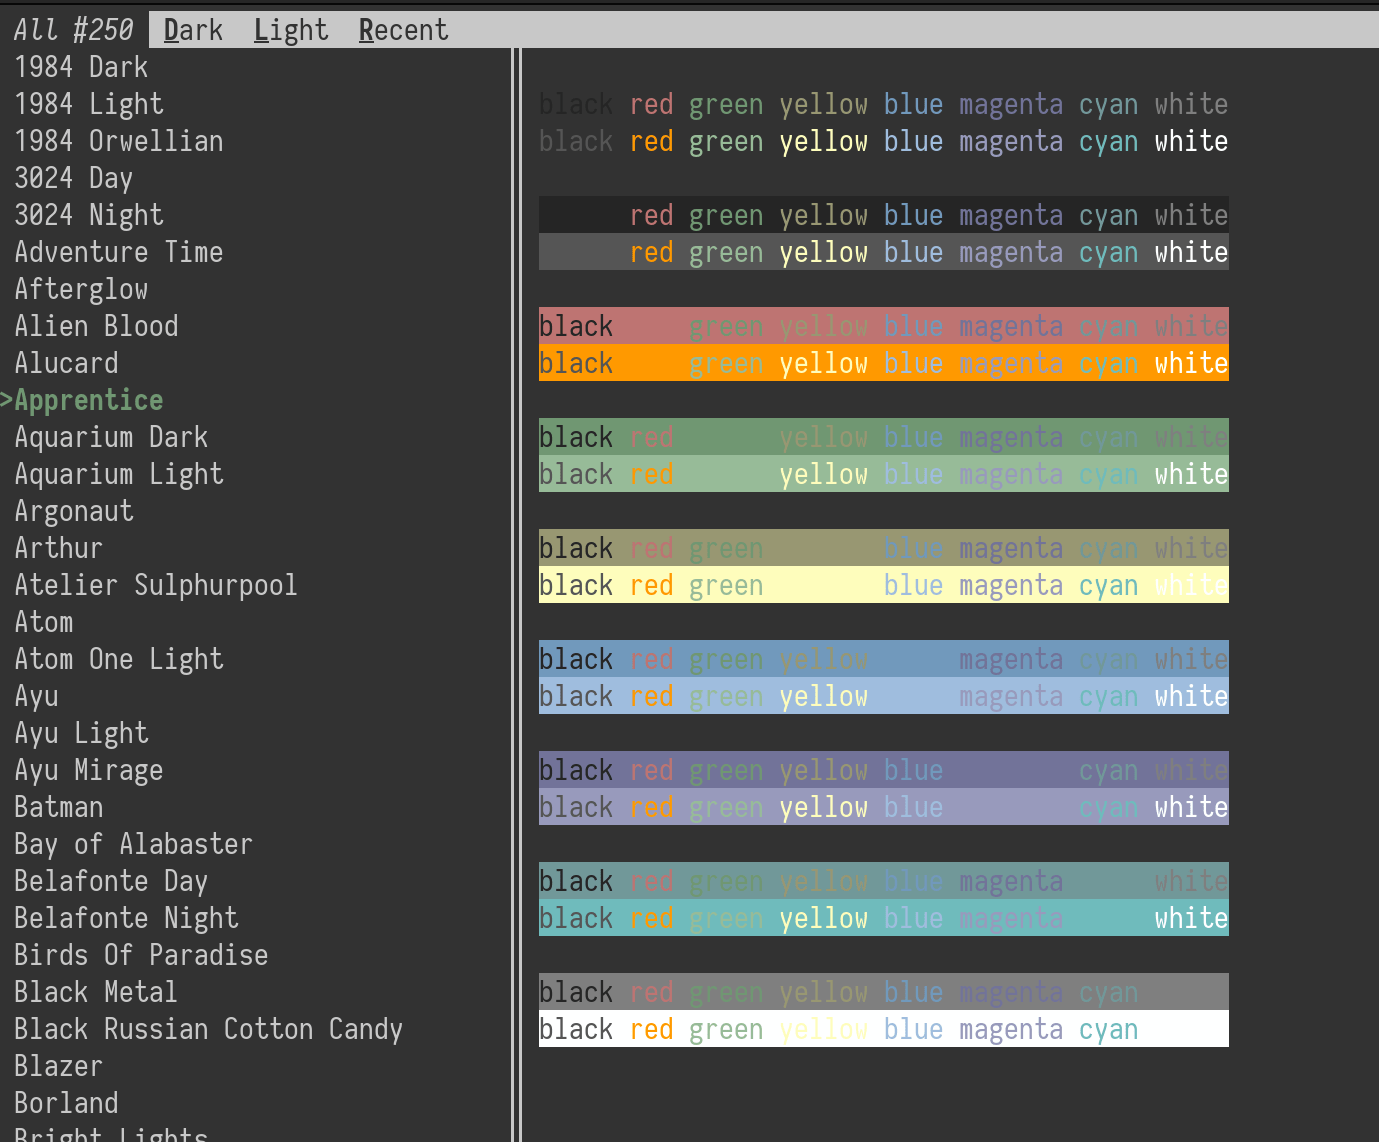 All #250 Dark Light Recent
1984 Dark
1984 Light
1984 Orwellian
3024 Day
3024 Night
Adventure Time
Afterglow
Alien Blood
Alucard
>Apprentice
Aquarium Dark
Aquarium Light
Argonaut
Arthur
Atelier Sulphurpool
Atom
Atom One Light
Ayu
Ayu Light
Ayu Mirage
Batman
Bay of Alabaster
Belafonte Day
Belafonte Night
Birds Of Paradise
Black Metal
Black Russian Cotton Candy
Blazer
Borland
Bright Lights
black red green yellow blue magenta cyan white
black red green yellow blue magenta cyan white
red green yellow blue magenta cyan white
red green yellow blue magenta cyan white
black green yellow blue magenta cyan white
black green yellow blue magenta cyan white
black red yellow blue magenta cyan white
black red yellow blue magenta cyan white
black red green blue magenta cyan white
black red green blue magenta cyan white
black red green yellow magenta cyan white
black red green yellow magenta cyan white
black red green yellow blue cyan white
black red green yellow blue cyan white
black red green yellow blue magenta white
black red green yellow blue magenta white
black red green yellow blue magenta cyan
black red green yellow blue magenta cyan